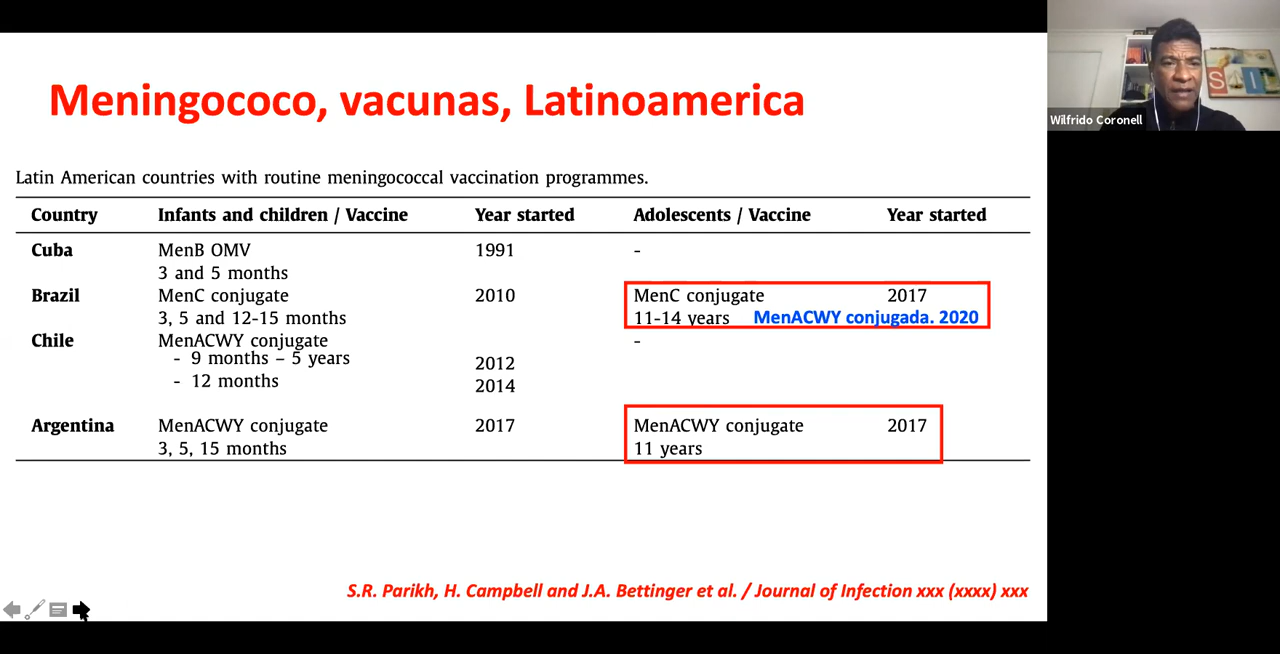 Meningococo, vacunas, Latinoamerica
Wilfrido Coronell
Latin American countries with routine meningococcal vaccination programmes.
Country Infants and children / Vaccine Year started Adolescents / Vaccine Year started
Cuba MenB OMV 1991 -
3 and 5 months
Brazil MenC conjugate 2010 MenC conjugate 2017
3, 5 and 12-15 months 11-14 years MenACWY conjugada. 2020
Chile MenACWY conjugate -
- 9 months – 5 years 2012
- 12 months 2014
Argentina MenACWY conjugate 2017 MenACWY conjugate 2017
3, 5, 15 months 11 years
S.R. Parikh, H. Campbell and J.A. Bettinger et al. / Journal of Infection xxx (xxxx) xxx
S I